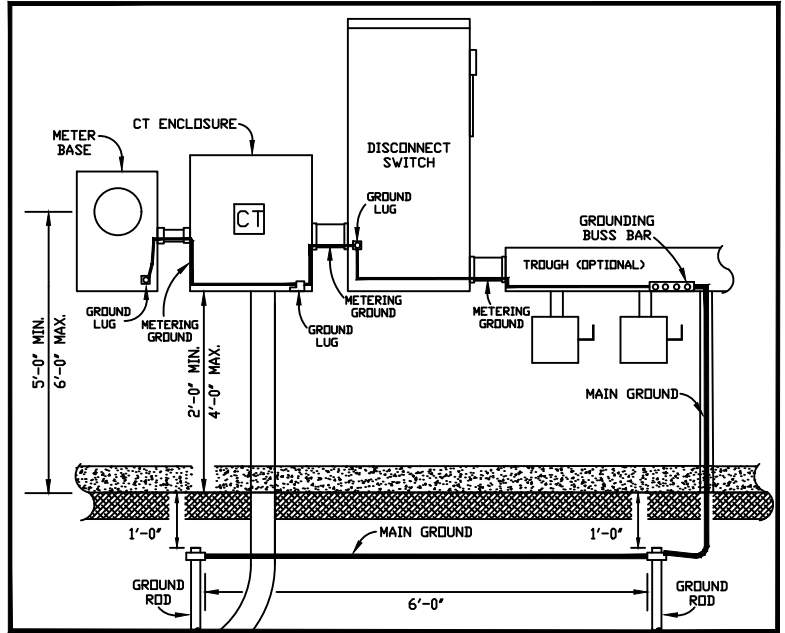 CT ENCLOSURE
METER
BASE
DISCONNECT
SWITCH
CT
GROUND
LUG
GROUNDING
BUSS BAR
TROUGH (OPTIONAL)
GROUND
LUG
METERING
GROUND
GROUND
LUG
METERING
GROUND
METERING
GROUND
5'-0" MIN.
6'-0" MAX.
2'-0" MIN.
4'-0" MAX.
MAIN GROUND
1'-0"
MAIN GROUND
1'-0"
GROUND
ROD
6'-0"
GROUND
ROD